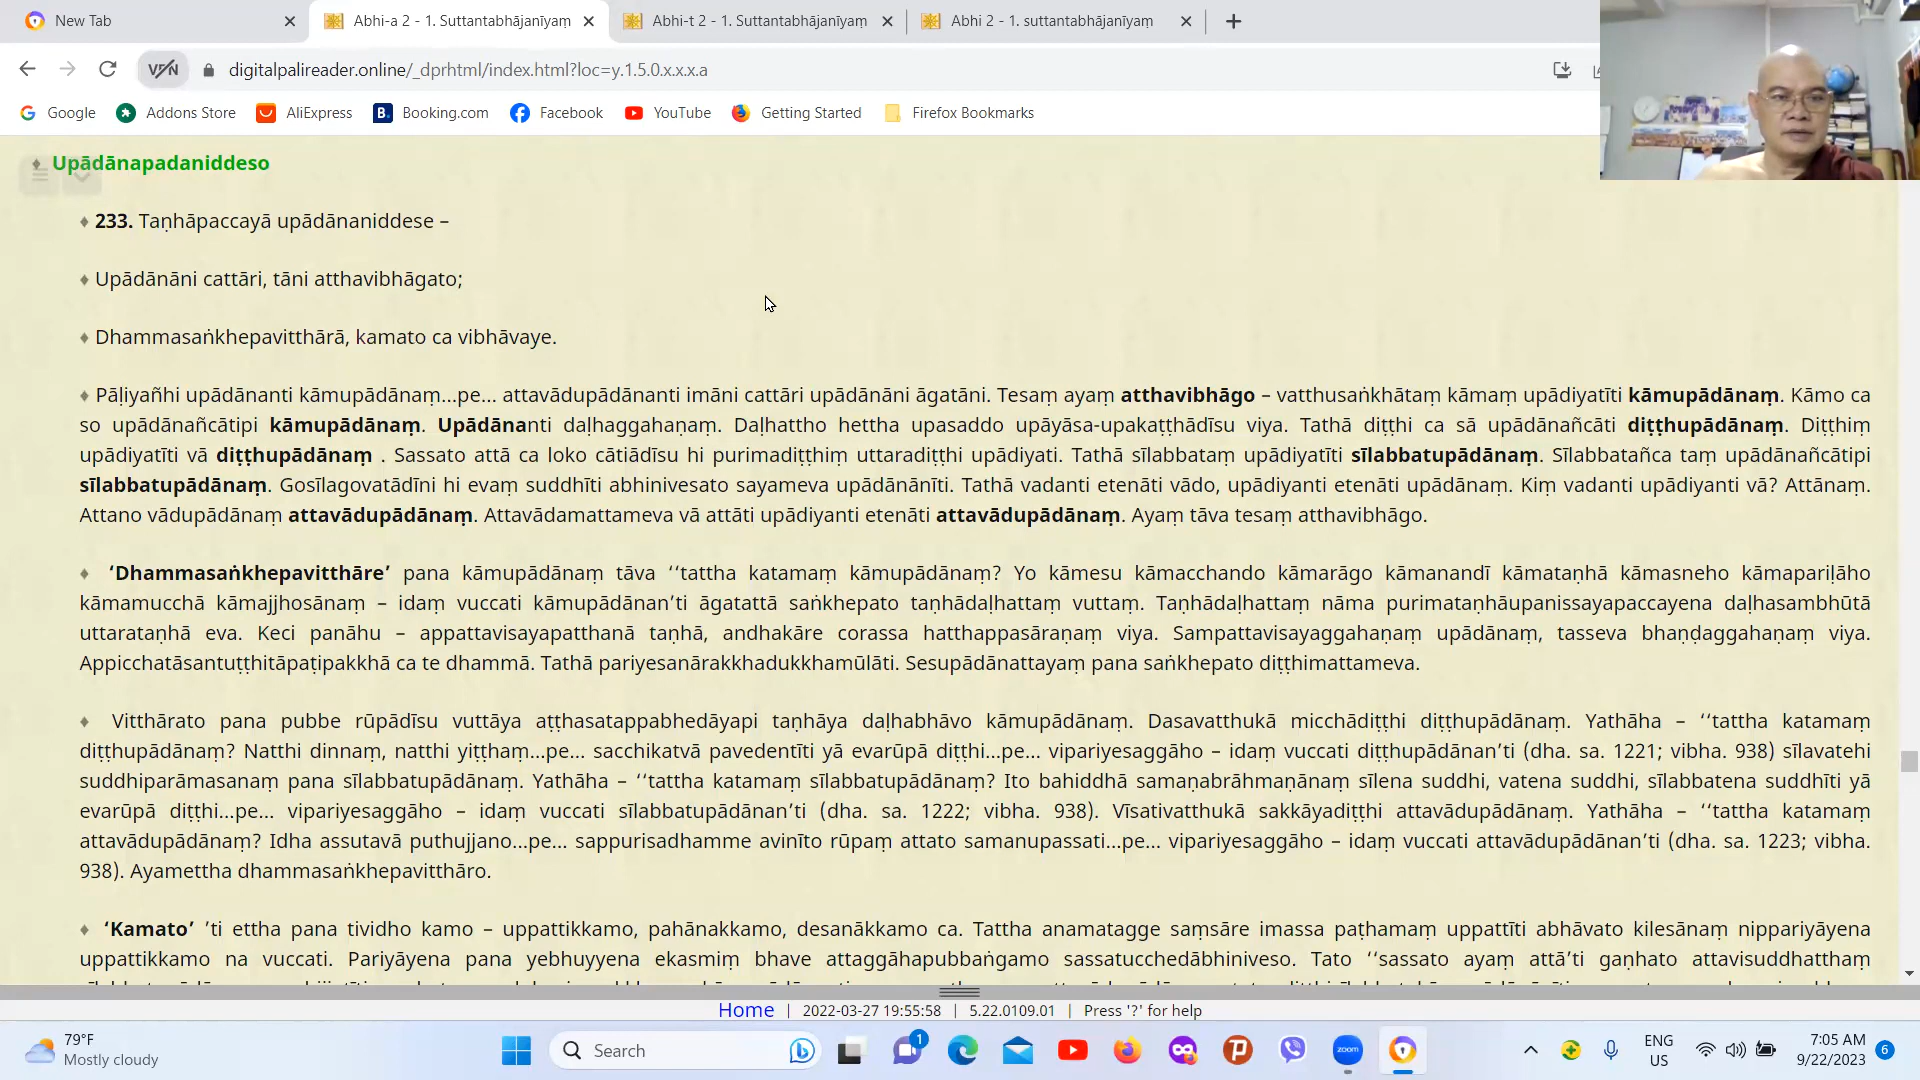 New Tab
Abhi-a 2 - 1. Suttantabhājanīyaṃ
Abhi-t 2 - 1. Suttantabhājanīyaṃ
Abhi 2 - 1. suttantabhājanīyaṃ
VPN
digitalpalireader.online/_dprhtml/index.html?loc=y.1.5.0.x.x.x.a
Google
Addons Store
AliExpress
B. Booking.com
Facebook
YouTube
Getting Started
Firefox Bookmarks
♦ Upādānapadaniddeso
♦ 233. Taṇhāpaccayā upādānaniddese –
♦ Upādānāni cattāri, tāni atthavibhāgato;
♦ Dhammasaṅkhepavitthārā, kamato ca vibhāvaye.
♦ Pāḷiyañhi upādānanti kāmupādānaṃ...pe... attavādupādānanti imāni cattāri upādānāni āgatāni. Tesaṃ ayaṃ atthavibhāgo – vatthusaṅkhātaṃ kāmaṃ upādiyatīti kāmupādānaṃ. Kāmo ca
so upādānañcātipi kāmupādānaṃ. Upādānanti daḷhaggahaṇaṃ. Daḷhattho hettha upasaddo upāyāsa-upakaṭṭhādīsu viya. Tathā diṭṭhi ca sā upādānañcāti diṭṭhupādānaṃ. Diṭṭhiṃ
upādiyatīti vā diṭṭhupādānaṃ . Sassato attā ca loko cātiādīsu hi purimadiṭṭhiṃ uttaradiṭṭhi upādiyati. Tathā sīlabbataṃ upādiyatīti sīlabbatupādānaṃ. Sīlabbatañca taṃ upādānañcātipi
sīlabbatupādānaṃ. Gosīlagovatādīni hi evaṃ suddhīti abhinivesato sayameva upādānānīti. Tathā vadanti etenāti vādo, upādiyanti etenāti upādānaṃ. Kiṃ vadanti upādiyanti vā? Attānaṃ.
Attano vādupādānaṃ attavādupādānaṃ. Attavādamattameva vā attāti upādiyanti etenāti attavādupādānaṃ. Ayaṃ tāva tesaṃ atthavibhāgo.
♦ ‘Dhammasaṅkhepavitthāre’ pana kāmupādānaṃ tāva ‘‘tattha katamaṃ kāmupādānaṃ? Yo kāmesu kāmacchando kāmarāgo kāmanandī kāmataṇhā kāmasneho kāmapariḷāho
kāmamucchā kāmajjhosānaṃ – idaṃ vuccati kāmupādānan’ti āgatattā saṅkhepato taṇhādaḷhattaṃ vuttaṃ. Taṇhādaḷhattaṃ nāma purimataṇhāupanissayapaccayena daḷhasambhūtā
uttarataṇhā eva. Keci panāhu – appattavisayapatthanā taṇhā, andhakāre corassa hatthappasāraṇaṃ viya. Sampattavisayaggahaṇaṃ upādānaṃ, tasseva bhaṇḍaggahaṇaṃ viya.
Appicchatāsantuṭṭhitāpaṭipakkhā ca te dhammā. Tathā pariyesanārakkhadukkhamūlāti. Sesupādānattayaṃ pana saṅkhepato diṭṭhimattameva.
♦ Vitthārato pana pubbe rūpādīsu vuttāya aṭṭhasatappabhedāyapi taṇhāya daḷhabhāvo kāmupādānaṃ. Dasavatthukā micchādiṭṭhi diṭṭhupādānaṃ. Yathāha – ‘‘tattha katamaṃ
diṭṭhupādānaṃ? Natthi dinnaṃ, natthi yiṭṭhaṃ...pe... sacchikatvā pavedentīti yā evarūpā diṭṭhi...pe... vipariyesaggāho – idaṃ vuccati diṭṭhupādānan’ti (dha. sa. 1221; vibha. 938) sīlavatehi
suddhiparāmasanaṃ pana sīlabbatupādānaṃ. Yathāha – ‘‘tattha katamaṃ sīlabbatupādānaṃ? Ito bahiddhā samaṇabrāhmaṇānaṃ sīlena suddhi, vatena suddhi, sīlabbatena suddhīti yā
evarūpā diṭṭhi...pe... vipariyesaggāho – idaṃ vuccati sīlabbatupādānan’ti (dha. sa. 1222; vibha. 938). Vīsativatthukā sakkāyadiṭṭhi attavādupādānaṃ. Yathāha – ‘‘tattha katamaṃ
attavādupādānaṃ? Idha assutavā puthujjano...pe... sappurisadhamme avinīto rūpaṃ attato samanupassati...pe... vipariyesaggāho – idaṃ vuccati attavādupādānan’ti (dha. sa. 1223; vibha.
938). Ayamettha dhammasaṅkhepavitthāro.
♦ ‘Kamato’ ’ti ettha pana tividho kamo – uppattikkamo, pahānakkamo, desanākkamo ca. Tattha anamatagge saṃsāre imassa paṭhamaṃ uppattīti abhāvato kilesānaṃ nippariyāyena
uppattikkamo na vuccati. Pariyāyena pana yebhuyyena ekasmiṃ bhave attaggāhapubbaṅgamo sassatucchedābhiniveso. Tato ‘‘sassato ayaṃ attā’ti gaṇhato attavisuddhatthaṃ
Home | 2022-03-27 19:55:58 | 5.22.0109.01 | Press '?' for help
79°F
Mostly cloudy
Search
1
zoom
ENG
US
7:05 AM
9/22/2023
6